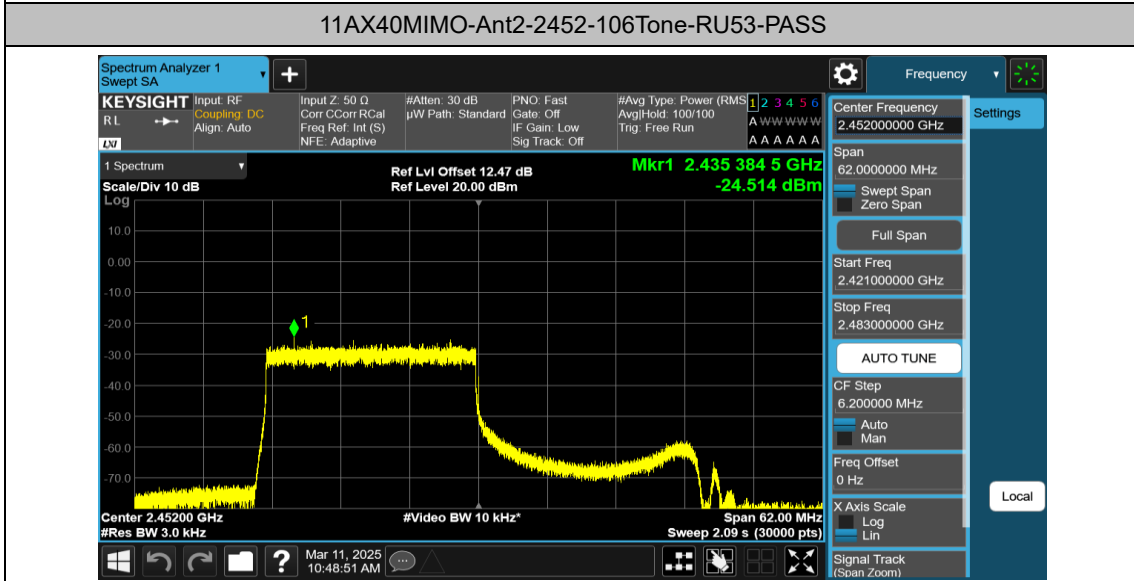 11AX40MIMO-Ant2-2452-106Tone-RU53-PASS
Spectrum Analyzer 1
Swept SA
Frequency
KEYSIGHT
RL
LXI
Input: RF
Coupling: DC
Align: Auto
Input Z: 50 Ω
Corr CCorr RCal
Freq Ref: Int (S)
NFE: Adaptive
#Atten: 30 dB
µW Path: Standard
PNO: Fast
Gate: Off
IF Gain: Low
Sig Track: Off
#Avg Type: Power (RMS
Avg|Hold: 100/100
Trig: Free Run
1 2 3 4 5 6
A W W W W W
A A A A A A
Center Frequency
2.452000000 GHz
Settings
1 Spectrum
Scale/Div 10 dB
Ref Lvl Offset 12.47 dB
Ref Level 20.00 dBm
Mkr1 2.435 384 5 GHz
-24.514 dBm
Span
62.0000000 MHz
Swept Span
Zero Span
Full Span
Start Freq
2.421000000 GHz
Stop Freq
2.483000000 GHz
AUTO TUNE
CF Step
6.200000 MHz
Auto
Man
Freq Offset
0 Hz
X Axis Scale
Log
Lin
Signal Track
(Span Zoom)
Local
Log
10.0
0.00
-10.0
-20.0
-30.0
-40.0
-50.0
-60.0
-70.0
1
Center 2.45200 GHz
#Res BW 3.0 kHz
#Video BW 10 kHz*
Span 62.00 MHz
Sweep 2.09 s (30000 pts)
?
Mar 11, 2025
10:48:51 AM